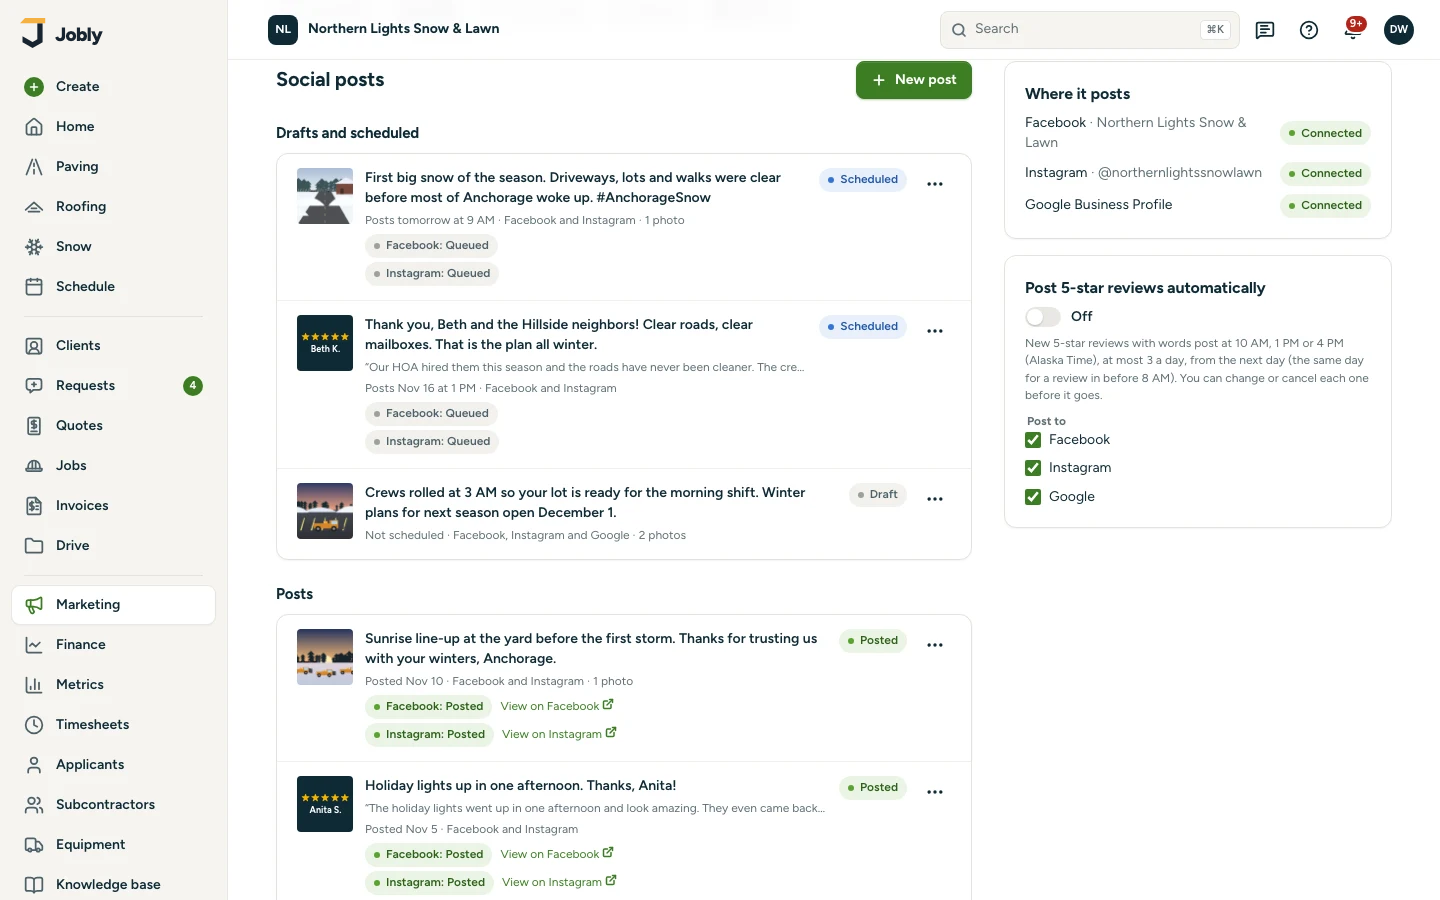 Jobly
Create
Home
Paving
Roofing
Snow
Schedule
Clients
Requests
4
Quotes
Jobs
Invoices
Drive
Marketing
Finance
Metrics
Timesheets
Applicants
Subcontractors
Equipment
Knowledge base
NL
Northern Lights Snow & Lawn
Search
⌘K
9+
DW
Social posts
New post
Drafts and scheduled
First big snow of the season. Driveways, lots and walks were clear
before most of Anchorage woke up. #AnchorageSnow
Scheduled
Posts tomorrow at 9 AM · Facebook and Instagram · 1 photo
Facebook: Queued
Instagram: Queued
Beth K.
Thank you, Beth and the Hillside neighbors! Clear roads, clear
mailboxes. That is the plan all winter.
Scheduled
“Our HOA hired them this season and the roads have never been cleaner. The cre…
Posts Nov 16 at 1 PM · Facebook and Instagram
Facebook: Queued
Instagram: Queued
Crews rolled at 3 AM so your lot is ready for the morning shift. Winter
plans for next season open December 1.
Draft
Not scheduled · Facebook, Instagram and Google · 2 photos
Posts
Sunrise line-up at the yard before the first storm. Thanks for trusting us
with your winters, Anchorage.
Posted
Posted Nov 10 · Facebook and Instagram · 1 photo
Facebook: Posted View on Facebook
Instagram: Posted View on Instagram
Anita S.
Holiday lights up in one afternoon. Thanks, Anita!
Posted
“The holiday lights went up in one afternoon and look amazing. They even came back…
Posted Nov 5 · Facebook and Instagram
Facebook: Posted View on Facebook
Instagram: Posted View on Instagram
Where it posts
Facebook · Northern Lights Snow &
Lawn
Connected
Instagram · @northernlightssnowlawn
Connected
Google Business Profile
Connected
Post 5-star reviews automatically
Off
New 5-star reviews with words post at 10 AM, 1 PM or 4 PM
(Alaska Time), at most 3 a day, from the next day (the same day
for a review in before 8 AM). You can change or cancel each one
before it goes.
Post to
Facebook
Instagram
Google